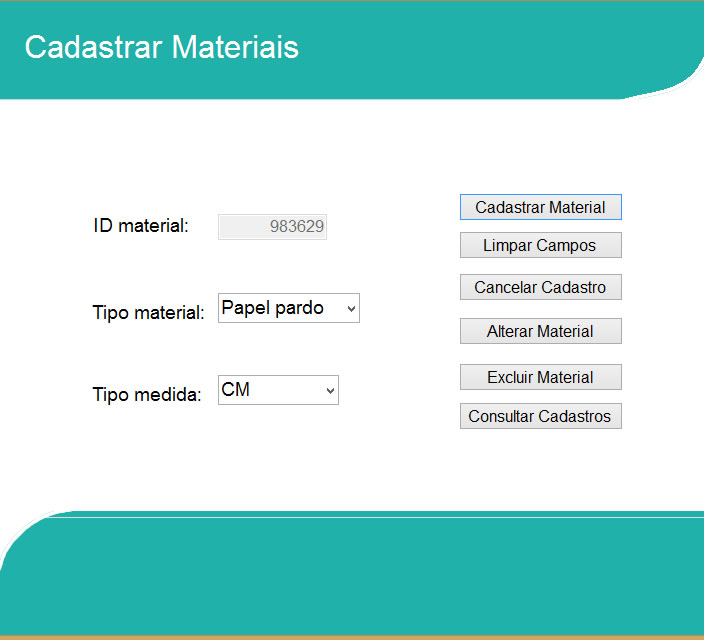 Cadastrar Materiais
ID material: 983629
Tipo material: Papel pardo
Tipo medida: CM
Cadastrar Material
Limpar Campos
Cancelar Cadastro
Alterar Material
Excluir Material
Consultar Cadastros